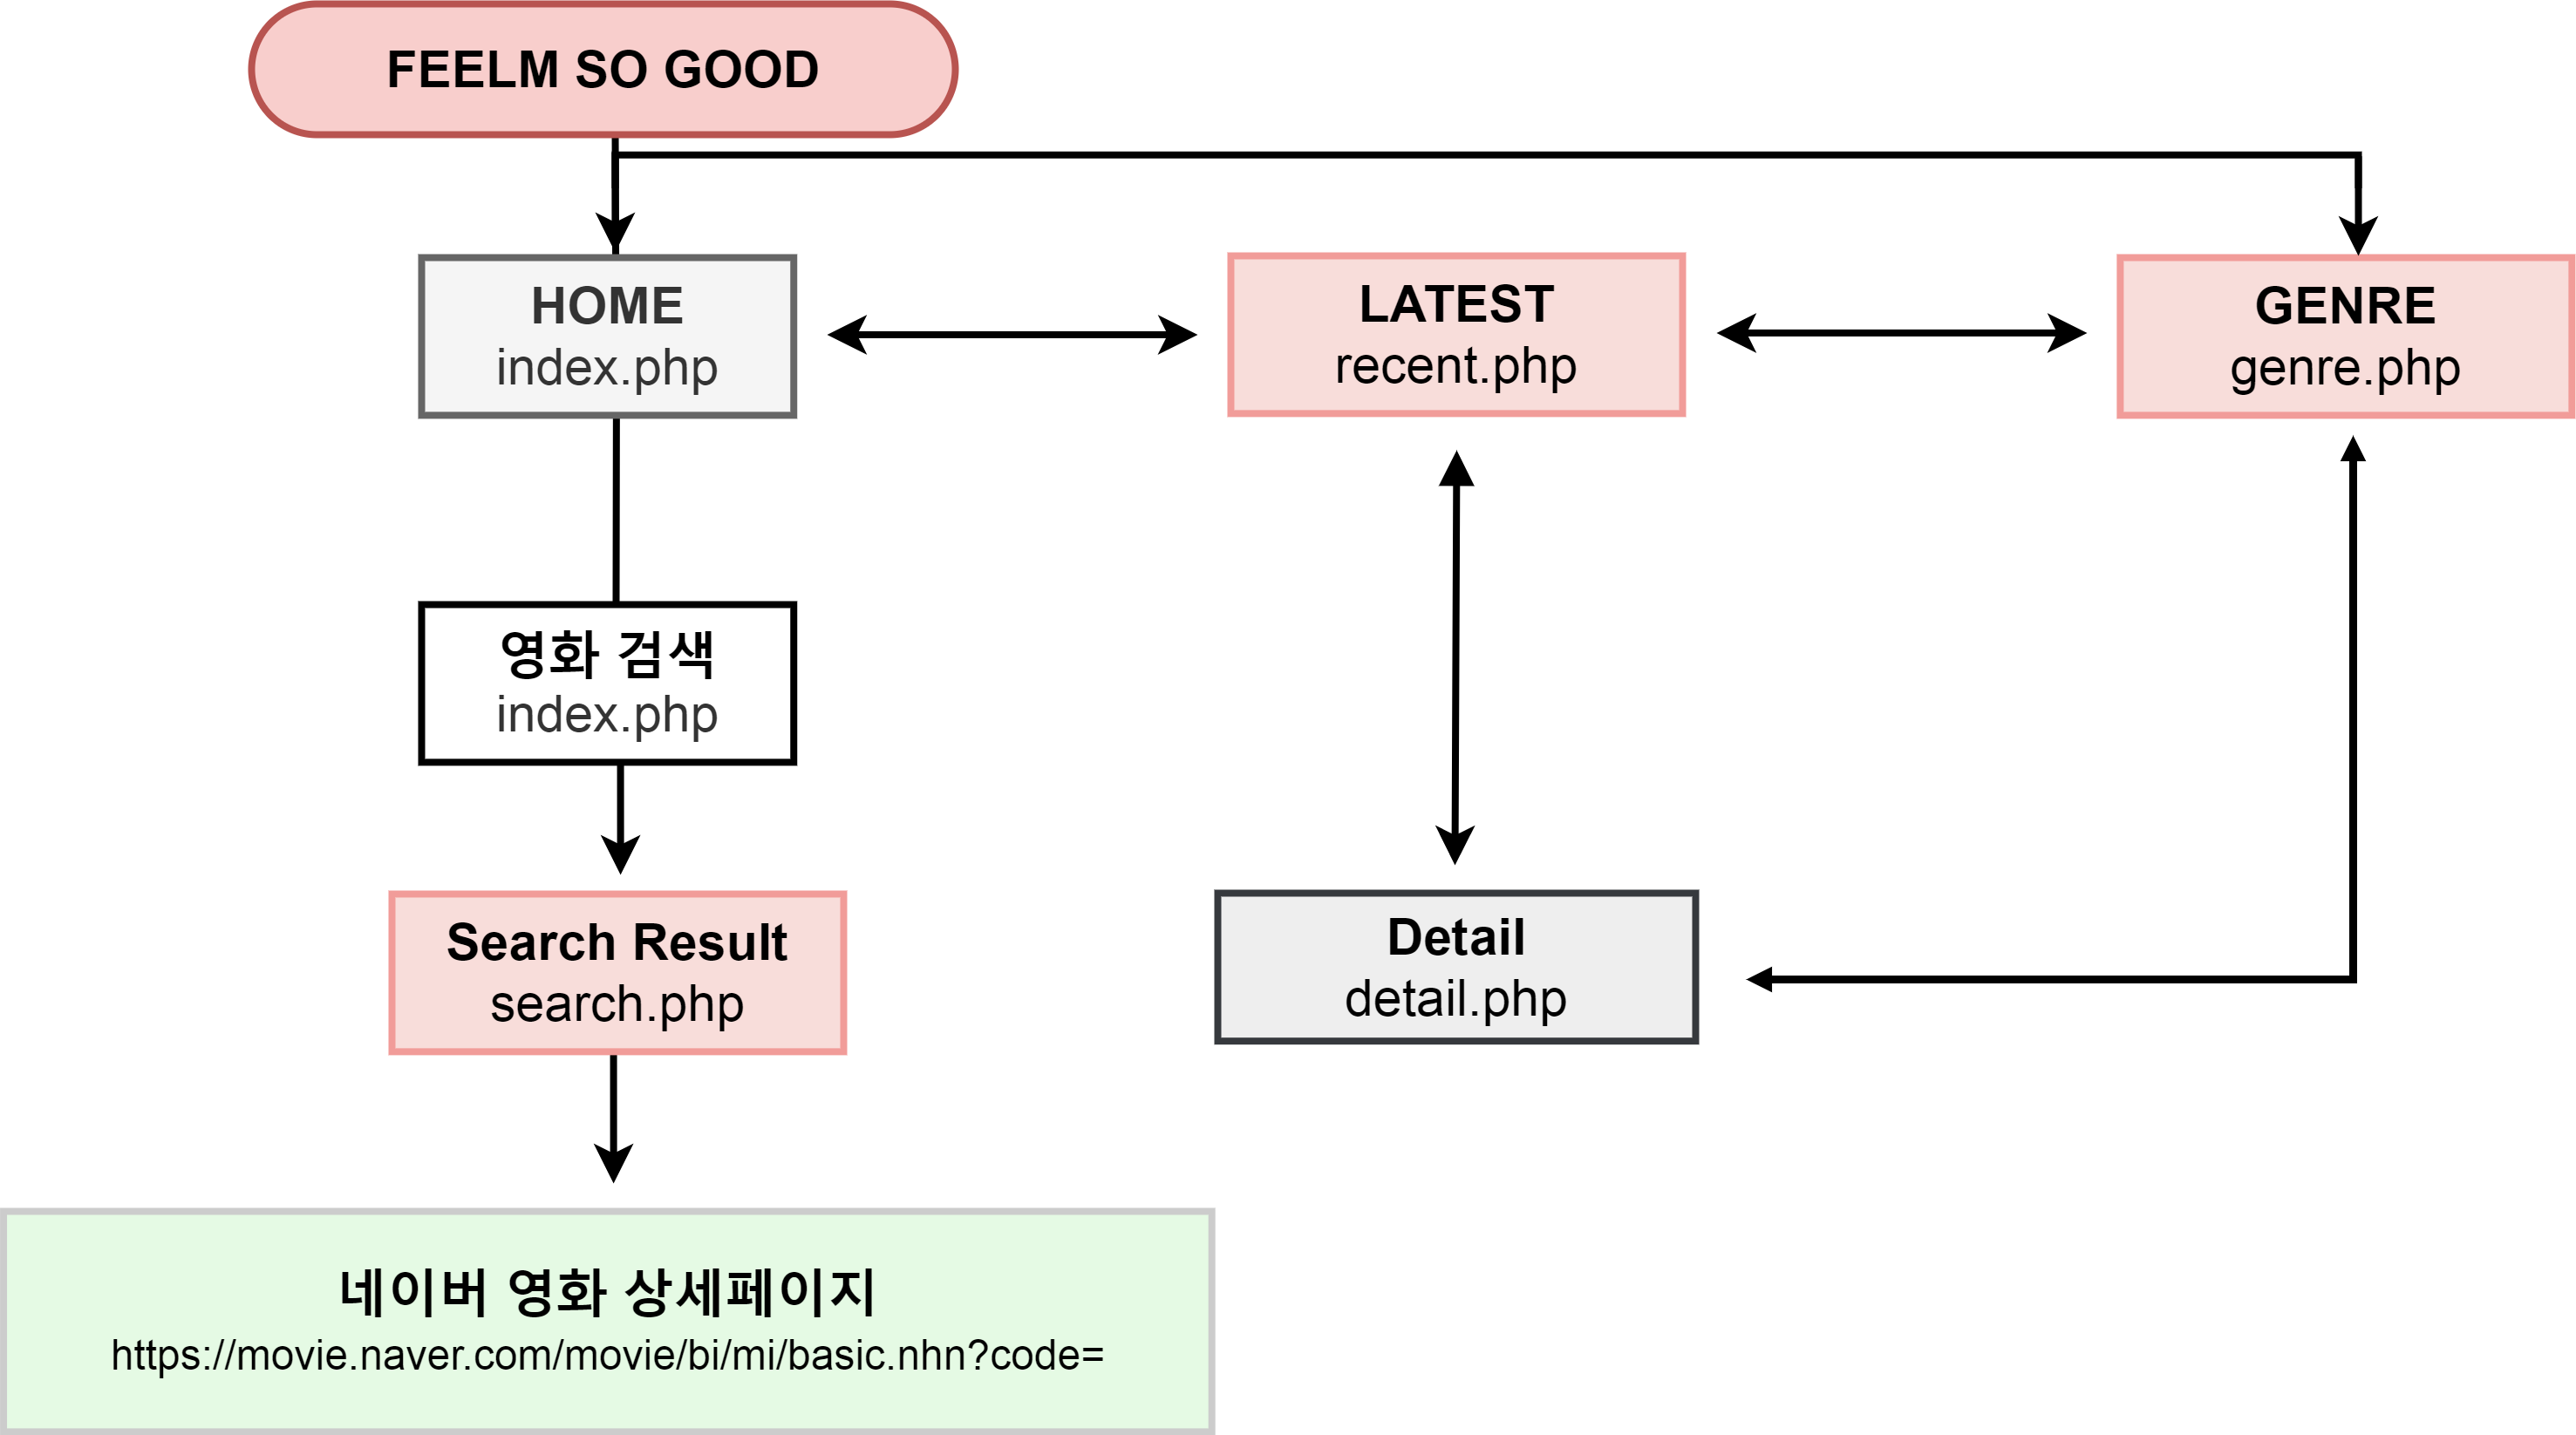 FEELM SO GOOD
HOME
index.php
LATEST
recent.php
GENRE
genre.php
영화 검색
index.php
Search Result
search.php
Detail
detail.php
네이버 영화 상세페이지
https://movie.naver.com/movie/bi/mi/basic.nhn?code=